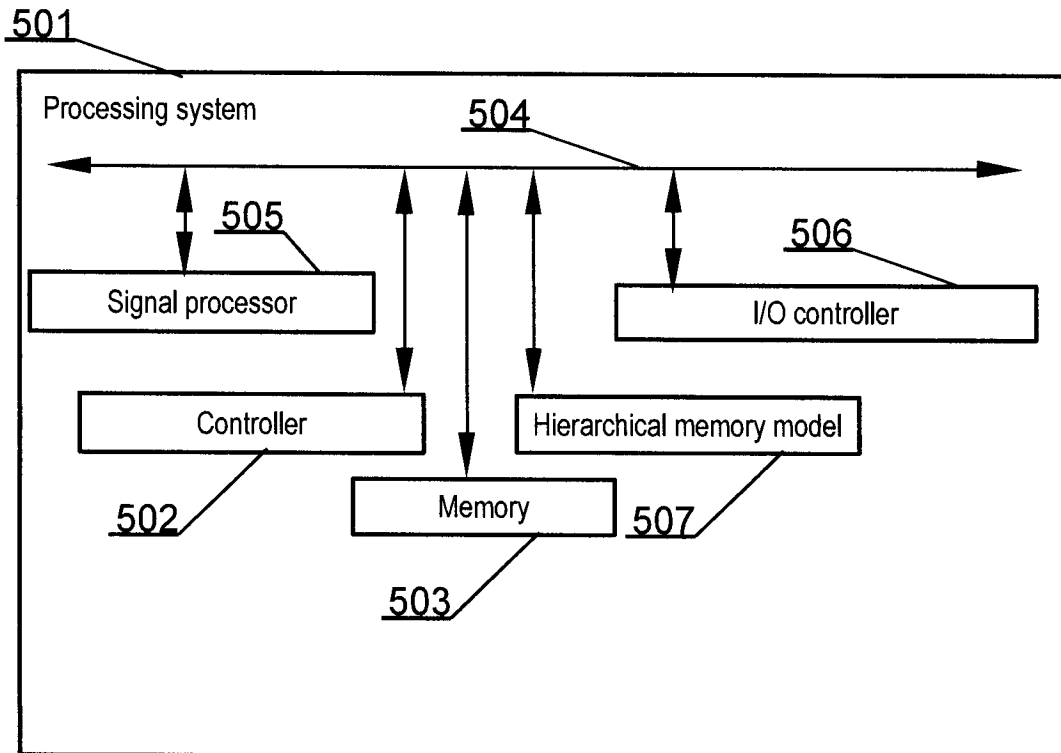 501
Processing system
504
505
506
Signal processor
I/O controller
Controller
Hierarchical memory model
502
Memory
507
503